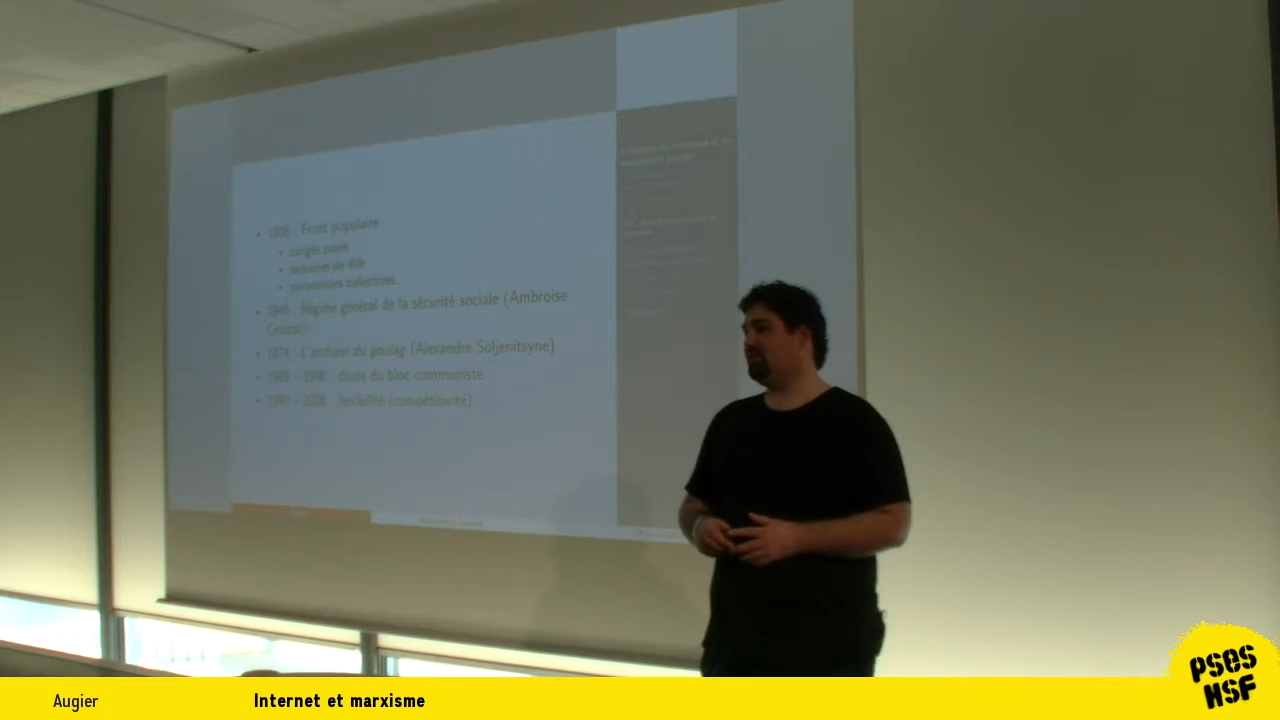 • 1936 : Front populaire
• congés payés
• semaines de 40h
• conventions collectives
• 1945 : Régime général de la sécurité sociale (Ambroise
Croizat)
• 1974 : L'archipel du goulag (Alexandre Soljenitsyne)
• 1989 – 1990 : chute du bloc communiste
• 1990 – 2000 : flexibilité (compétitivité)
PSES
HSF
Augier
Internet et marxisme